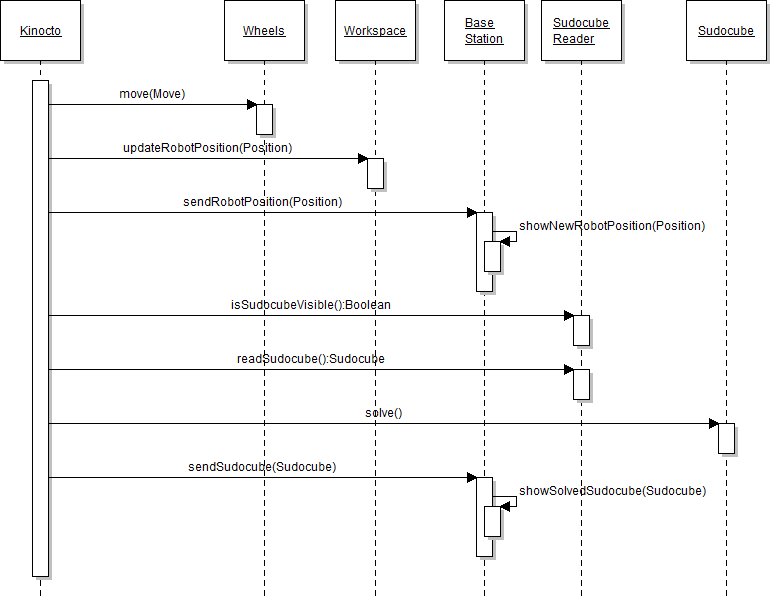 Kinocto
Wheels
Workspace
Base
Station
Sudocube
Reader
Sudocube
move(Move)
updateRobotPosition(Position)
sendRobotPosition(Position)
showNewRobotPosition(Position)
isSudocubeVisible():Boolean
readSudocube():Sudocube
solve()
sendSudocube(Sudocube)
showSolvedSudocube(Sudocube)